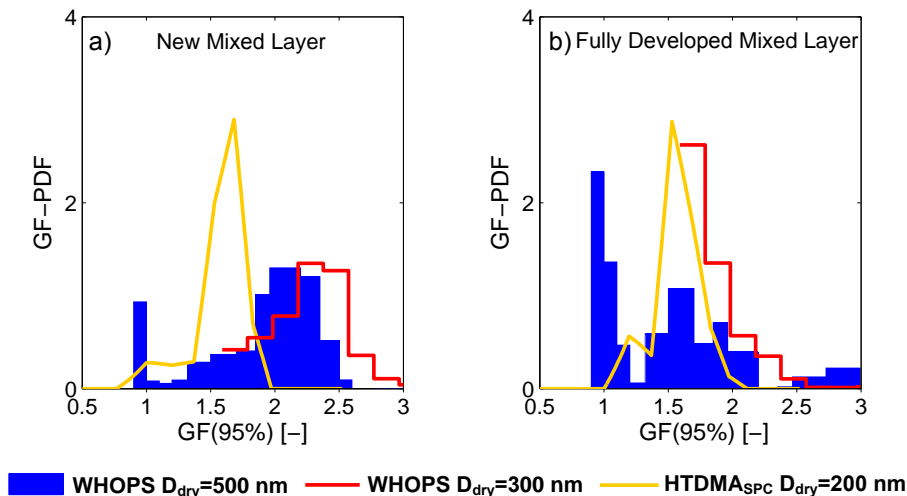 a) New Mixed Layer
4
2
0
GF−PDF
0.5 1 1.5 2 2.5 3
GF(95%) [−]
b) Fully Developed Mixed Layer
4
2
0
GF−PDF
0.5 1 1.5 2 2.5 3
GF(95%) [−]
WHOPS Ddry=500 nm WHOPS Ddry=300 nm HTDMASPC Ddry=200 nm